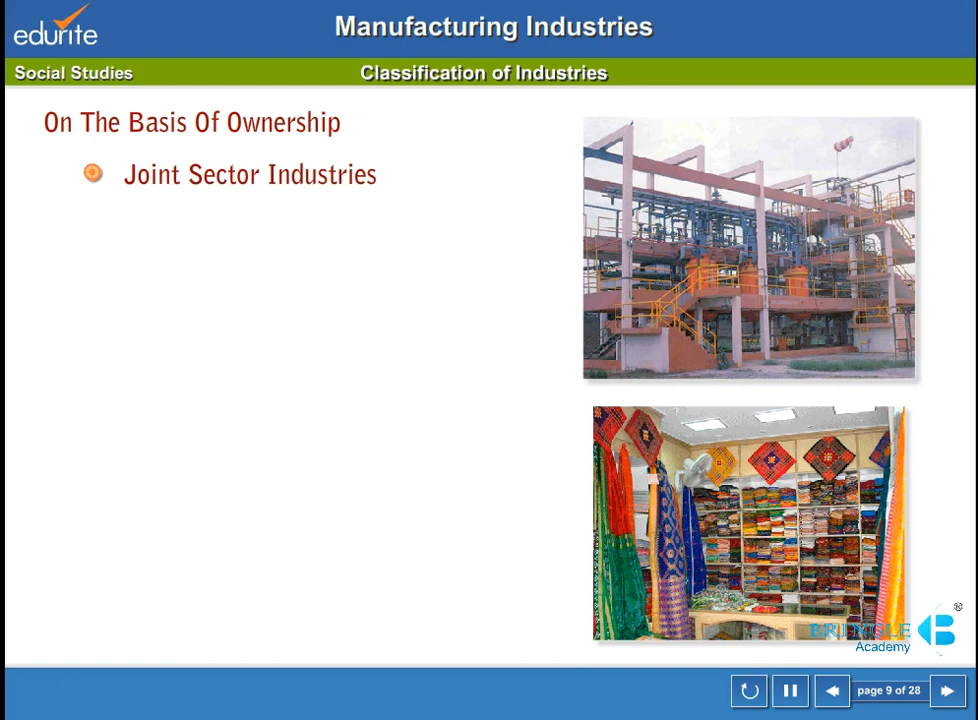 edurite
Manufacturing Industries
Social Studies
Classification of Industries
On The Basis Of Ownership
Joint Sector Industries
BRINGLE
Academy
®
page 9 of 28